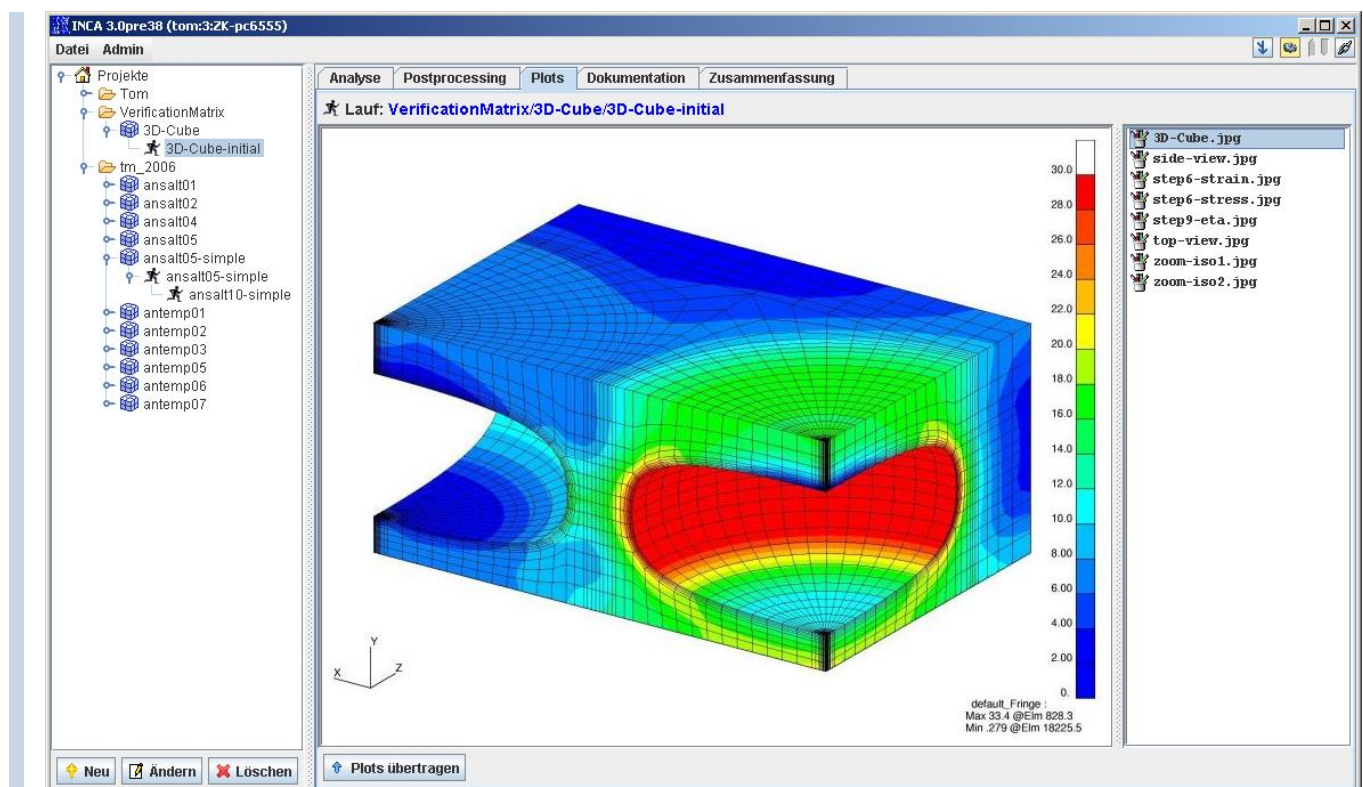 INCA 3.0pre38 (tom:3:ZK-pc6555)
Datei Admin
Projekte
Tom
VerificationMatrix
3D-Cube
3D-Cube-initial
tm_2006
ansalt01
ansalt02
ansalt04
ansalt05
ansalt05-simple
ansalt05-simple
ansalt10-simple
antemp01
antemp02
antemp03
antemp05
antemp06
antemp07
Neu Ändern Löschen
Analyse Postprocessing Plots Dokumentation Zusammenfassung
Lauf: VerificationMatrix/3D-Cube/3D-Cube-initial
30.0
28.0
26.0
24.0
22.0
20.0
18.0
16.0
14.0
12.0
10.0
8.00
6.00
4.00
2.00
0.
Y
X
Z
default_Fringe :
Max 33.4 @Elm 828.3
Min .279 @Elm 18225.5
3D-Cube.jpg
side-view.jpg
step6-strain.jpg
step6-stress.jpg
step9-eta.jpg
top-view.jpg
zoom-iso1.jpg
zoom-iso2.jpg
Plots übertragen